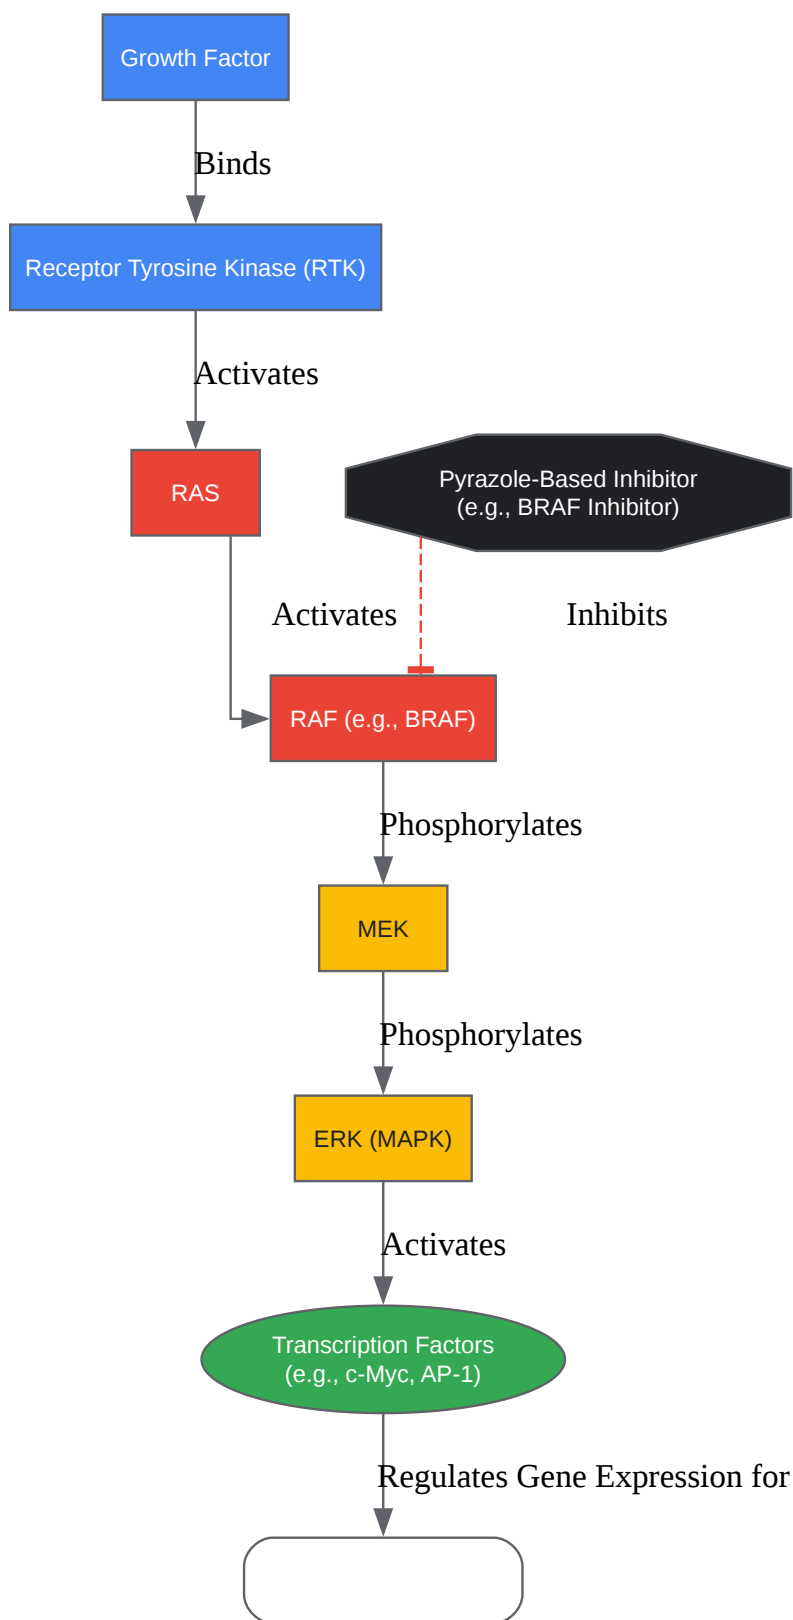 Growth Factor
Binds
Receptor Tyrosine Kinase (RTK)
Activates
RAS
Pyrazole-Based Inhibitor
(e.g., BRAF Inhibitor)
Activates
Inhibits
RAF (e.g., BRAF)
Phosphorylates
MEK
Phosphorylates
ERK (MAPK)
Activates
Transcription Factors
(e.g., c-Myc, AP-1)
Regulates Gene Expression for